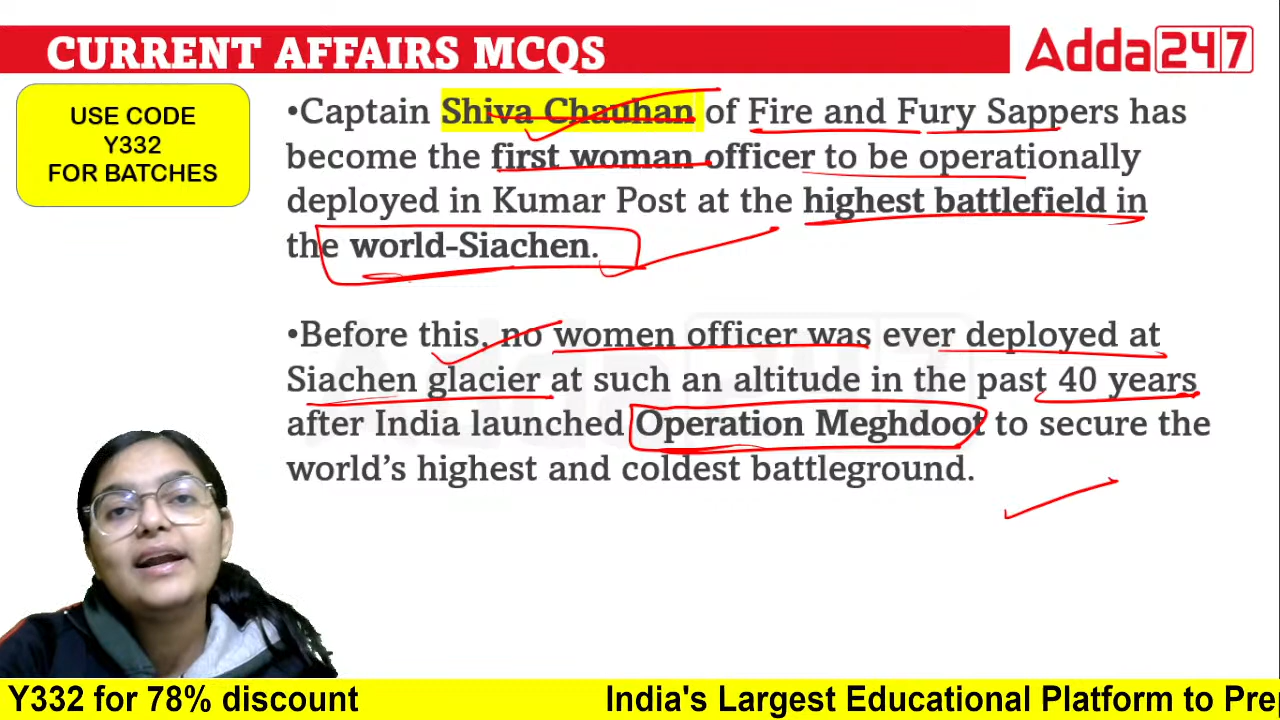 CURRENT AFFAIRS MCQS
Adda247
USE CODE
Y332
FOR BATCHES
•Captain Shiva Chauhan of Fire and Fury Sappers has
become the first woman officer to be operationally
deployed in Kumar Post at the highest battlefield in
the world-Siachen.
•Before this, no women officer was ever deployed at
Siachen glacier at such an altitude in the past 40 years
after India launched Operation Meghdoot to secure the
world's highest and coldest battleground.
Adda247
Y332 for 78% discount
India's Largest Educational Platform to Pre